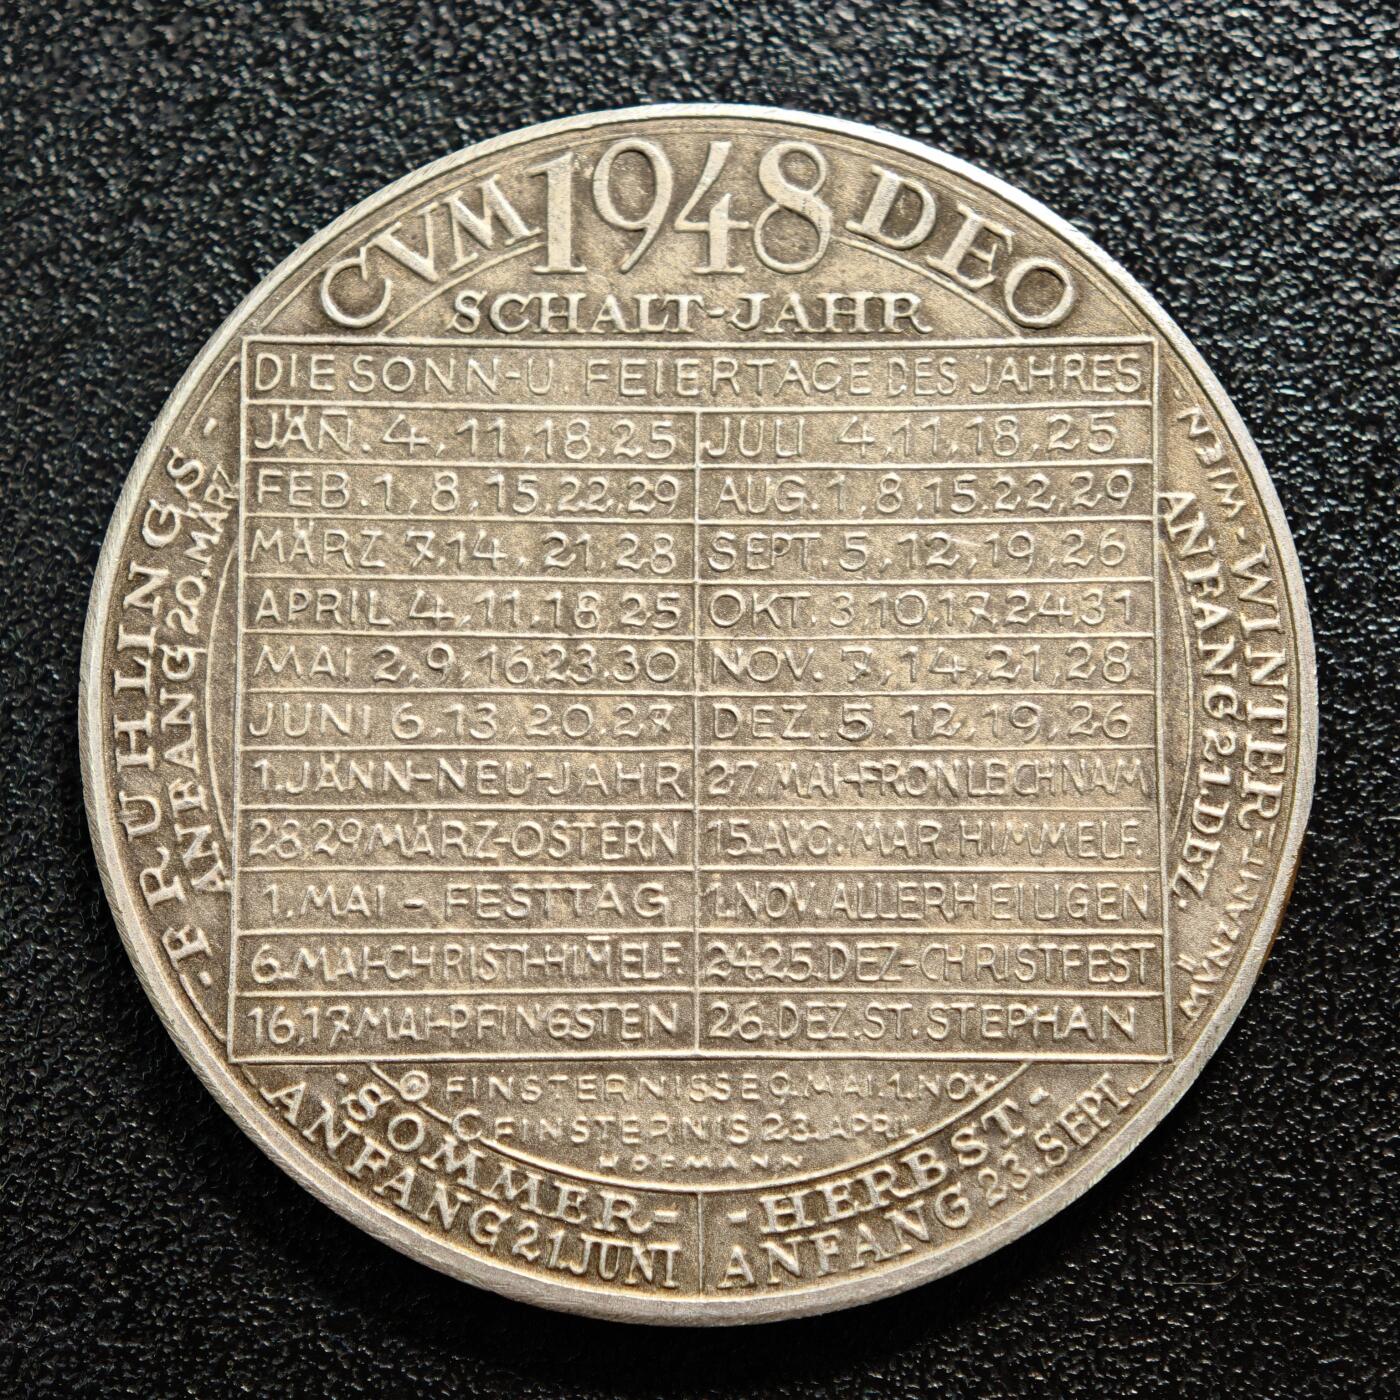 CVM 1948 DEO
SCHALT-JAHR
DIE SONN-U FEIERTAGE DES JAHRES
JÄN. 4, 11, 18, 25
FEB. 1, 8, 15, 22, 29
MÄRZ 7, 14, 21, 28
APRIL 4, 11, 18, 25
MAI 2, 9, 16, 23, 30
JUNI 6, 13 20, 27
1. JÄNN-NEU-JAHR
28, 29 MÄRZ-OSTERN
1. MAI - FESTTAG
6. MAI-CHRISTI-HIM̄ELF.
16, 17 MAI-PFINGSTEN
JULI 4, 11, 18, 25
AUG. 1, 8, 15, 22, 29
SEPT. 5, 12, 19, 26
OKT. 3, 10, 17, 24, 31
NOV. 7, 14, 21, 28
DEZ. 5, 12, 19, 26
27. MAI-FRONLEICHNAM
15. AVG. MAR. HIMMELF.
1. NOV. ALLERHEILIGEN
24-25. DEZ-CHRISTFEST
26. DEZ. ST. STEPHAN
FINSTERNISSE 9. MAI. 1. NOV
FINSTERNIS 23. APRIL
HOFMANN
- FRÜHLINGS -
ANFANG 20. MÄRZ
- SOMMER -
ANFANG 21. JUNI
- HERBST -
ANFANG 23. SEPT.
- WINTER -
ANFANG 21. DEZ.
WIEN